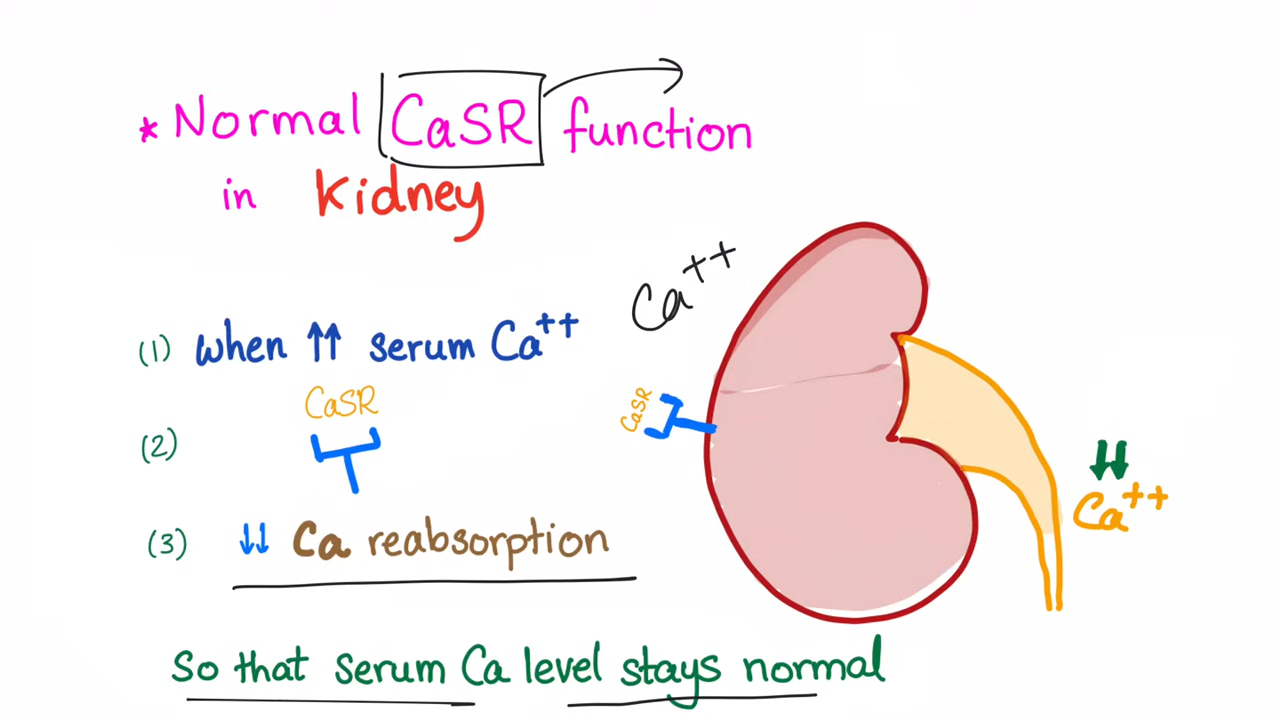 * Normal CaSR function
in kidney
Ca++
(1) when ↑↑ serum Ca++
CaSR
(2)
CaSR
(3) ↓↓ Ca reabsorption
↓↓
Ca++
So that serum Ca level stays normal